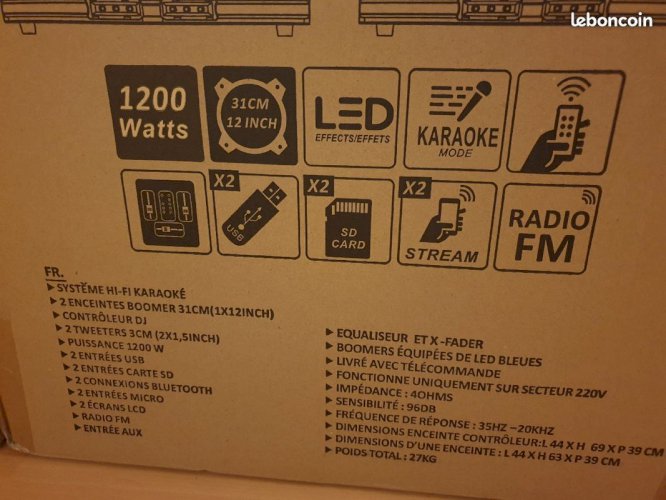 leboncoin
1200
Watts
31CM
12 INCH
LED
EFFECTS/EFFETS
KARAOKE
MODE
X2
USB
X2
SD
CARD
X2
STREAM
RADIO
FM
FR.
SYSTÈME HI-FI KARAOKÉ
2 ENCEINTES BOOMER 31CM(1X12INCH)
CONTRÔLEUR DJ
2 TWEETERS 3CM (2X1,5INCH)
PUISSANCE 1200 W
2 ENTRÉES USB
2 ENTRÉES CARTE SD
2 CONNEXIONS BLUETOOTH
2 ENTRÉES MICRO
2 ÉCRANS LCD
RADIO FM
ENTRÉE AUX
EQUALISEUR ET X-FADER
BOOMERS ÉQUIPÉES DE LED BLEUES
LIVRÉ AVEC TÉLÉCOMMANDE
FONCTIONNE UNIQUEMENT SUR SECTEUR 220V
IMPÉDANCE : 4OHMS
SENSIBILITÉ : 96DB
FRÉQUENCE DE RÉPONSE : 35HZ-20KHZ
DIMENSIONS ENCEINTE CONTRÔLEUR:L 44 X H 69 X P 39 CM
DIMENSIONS D'UNE ENCEINTE : L 44 X H 63 X P 39 CM
POIDS TOTAL : 27KG